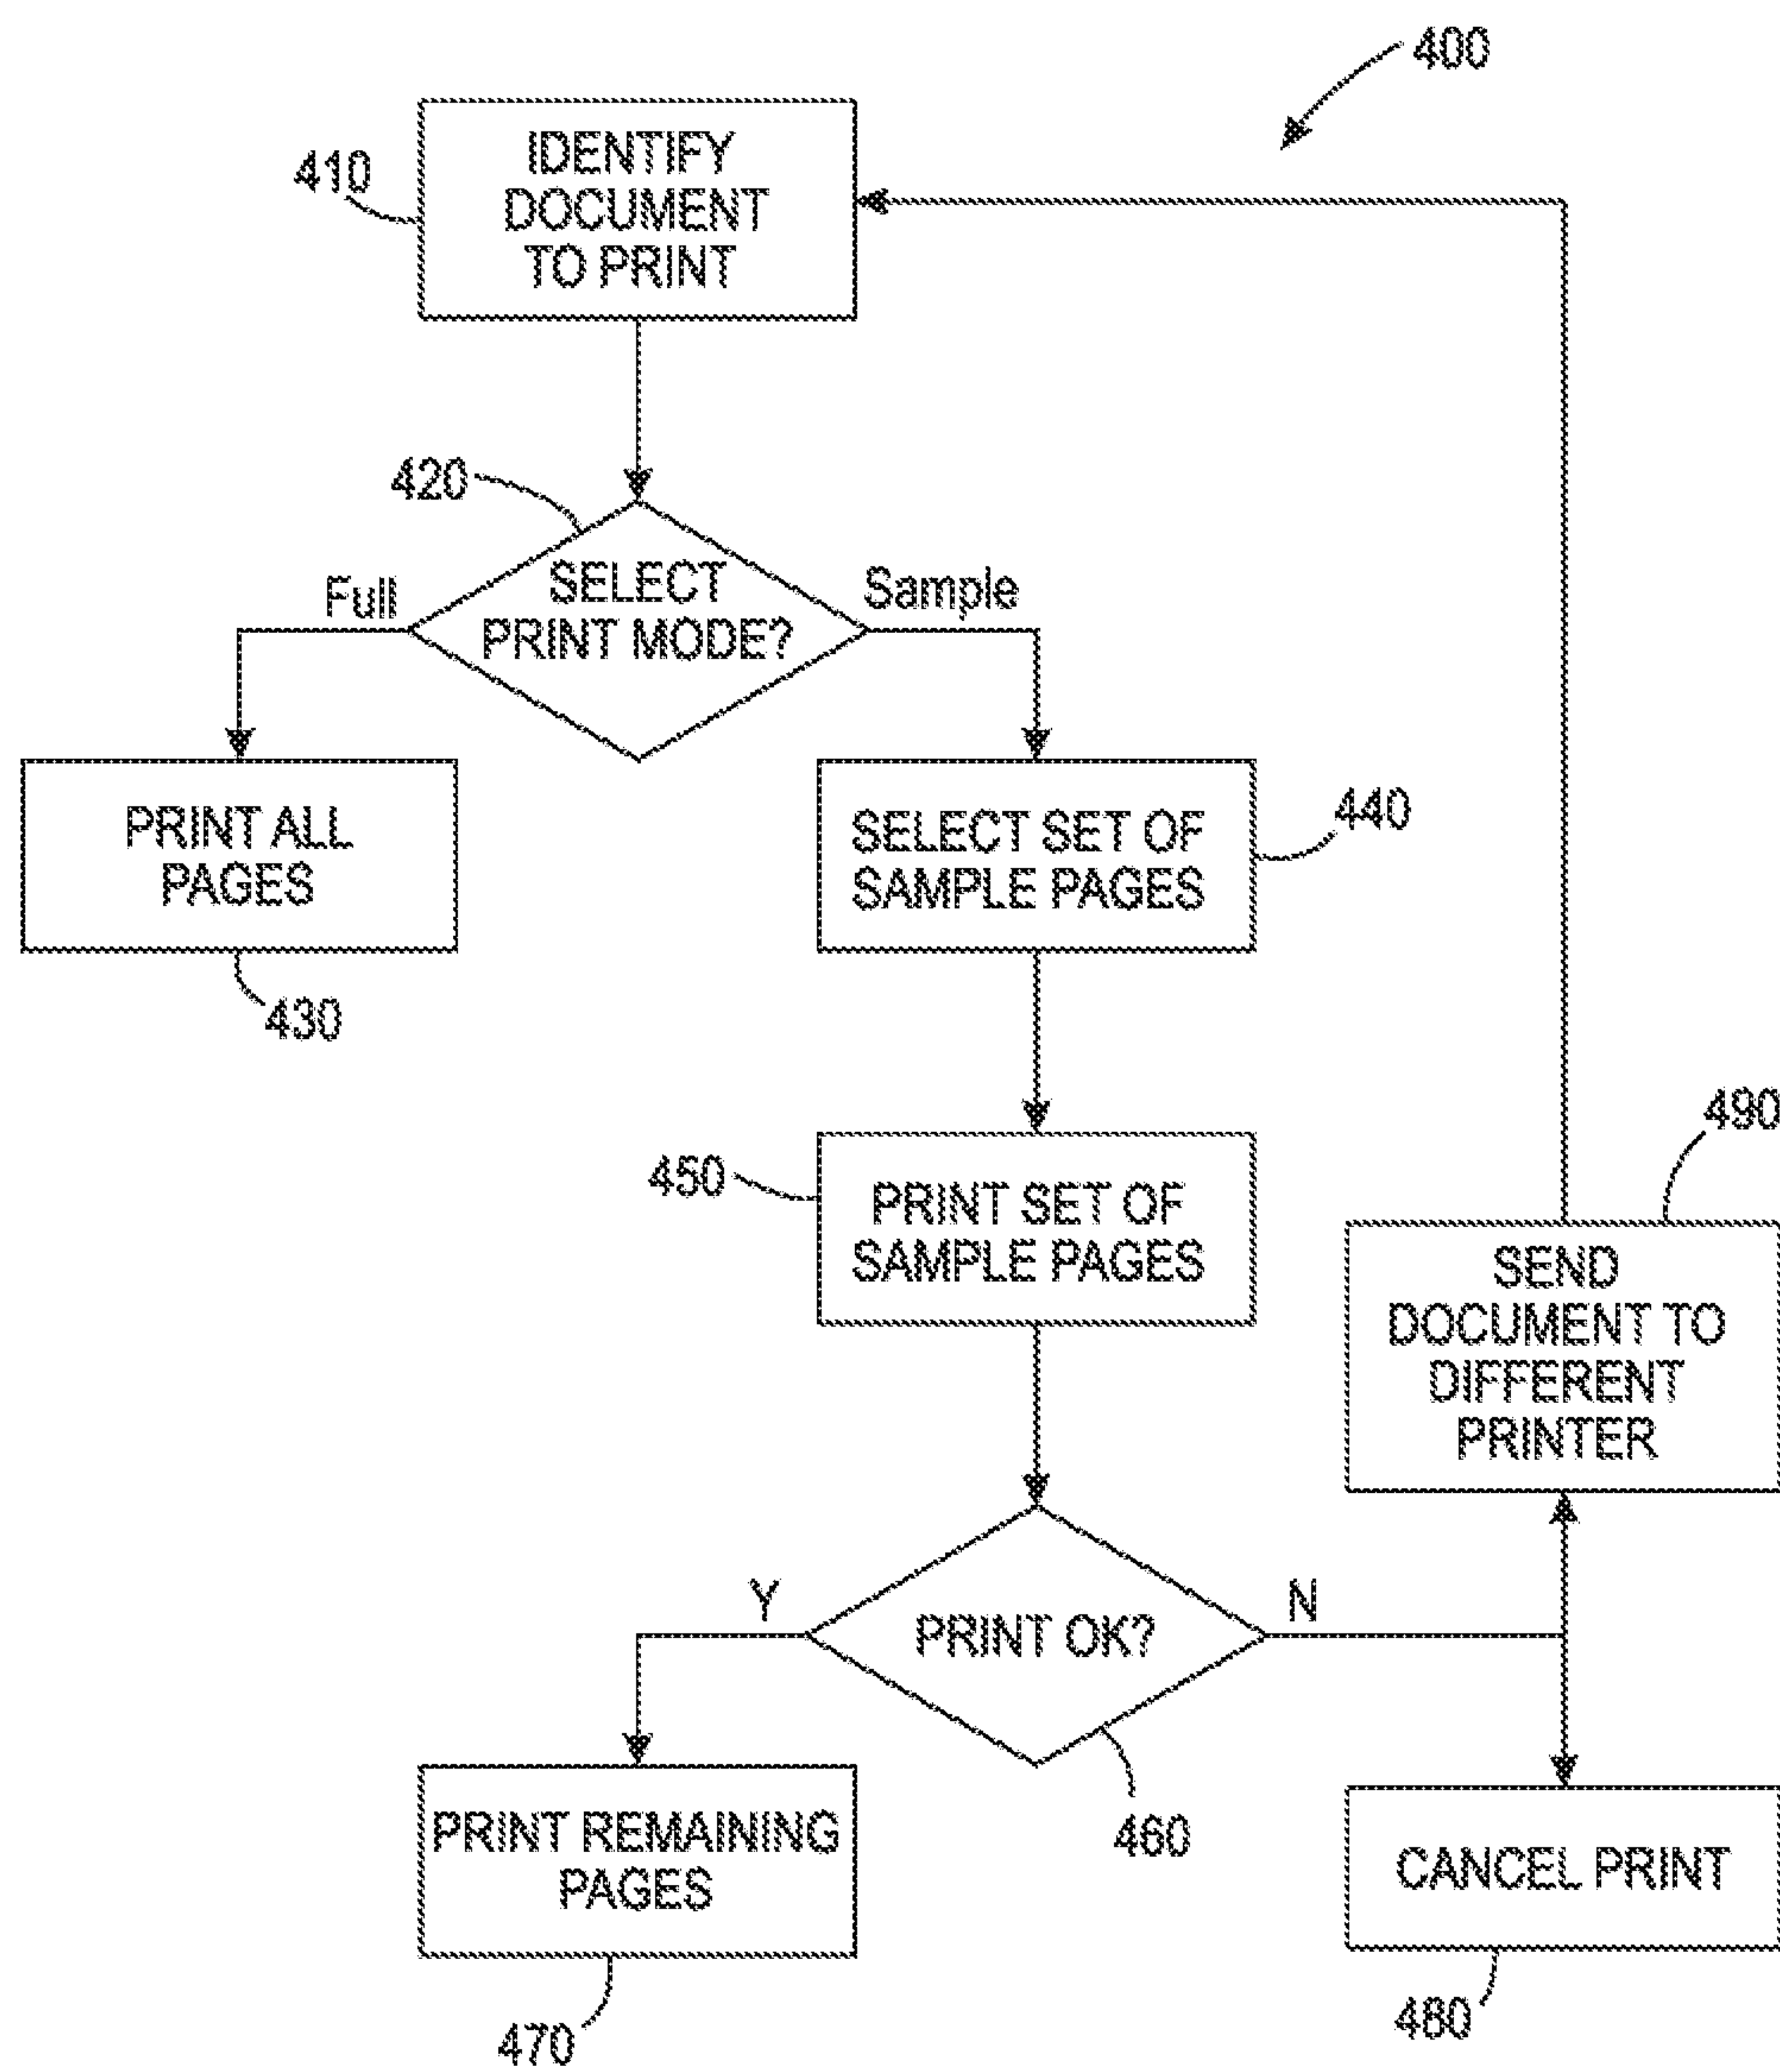 400
IDENTIFY
DOCUMENT
TO PRINT
410
420
SELECT
PRINT MODE?
Full
Sample
PRINT ALL
PAGES
430
SELECT SET OF
SAMPLE PAGES
440
450
PRINT SET OF
SAMPLE PAGES
490
SEND
DOCUMENT TO
DIFFERENT
PRINTER
Y
PRINT OK?
N
460
PRINT REMAINING
PAGES
470
CANCEL PRINT
480